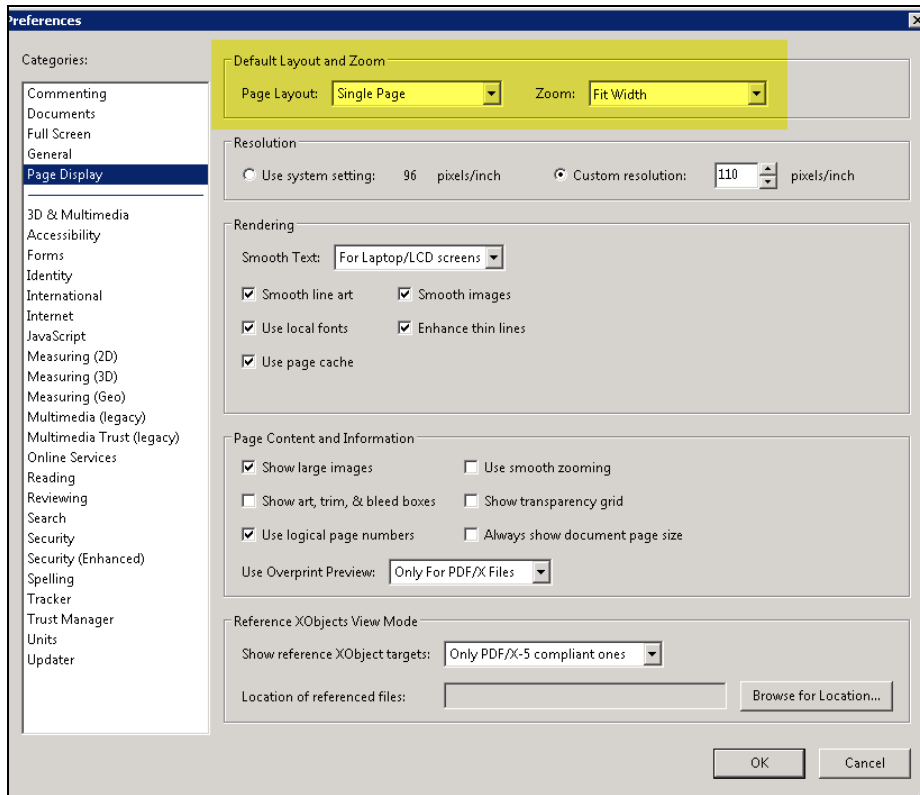 Preferences
Categories:
Commenting
Documents
Full Screen
General
Page Display
3D & Multimedia
Accessibility
Forms
Identity
International
Internet
JavaScript
Measuring (2D)
Measuring (3D)
Measuring (Geo)
Multimedia (legacy)
Multimedia Trust (legacy)
Online Services
Reading
Reviewing
Search
Security
Security (Enhanced)
Spelling
Tracker
Trust Manager
Units
Updater
Default Layout and Zoom
Page Layout: Single Page Zoom: Fit Width
Resolution
Use system setting: 96 pixels/inch Custom resolution: 110 pixels/inch
Rendering
Smooth Text: For Laptop/LCD screens
Smooth line art Smooth images
Use local fonts Enhance thin lines
Use page cache
Page Content and Information
Show large images Use smooth zooming
Show art, trim, & bleed boxes Show transparency grid
Use logical page numbers Always show document page size
Use Overprint Preview: Only For PDF/X Files
Reference XObjects View Mode
Show reference XObject targets: Only PDF/X-5 compliant ones
Location of referenced files: Browse for Location...
OK Cancel